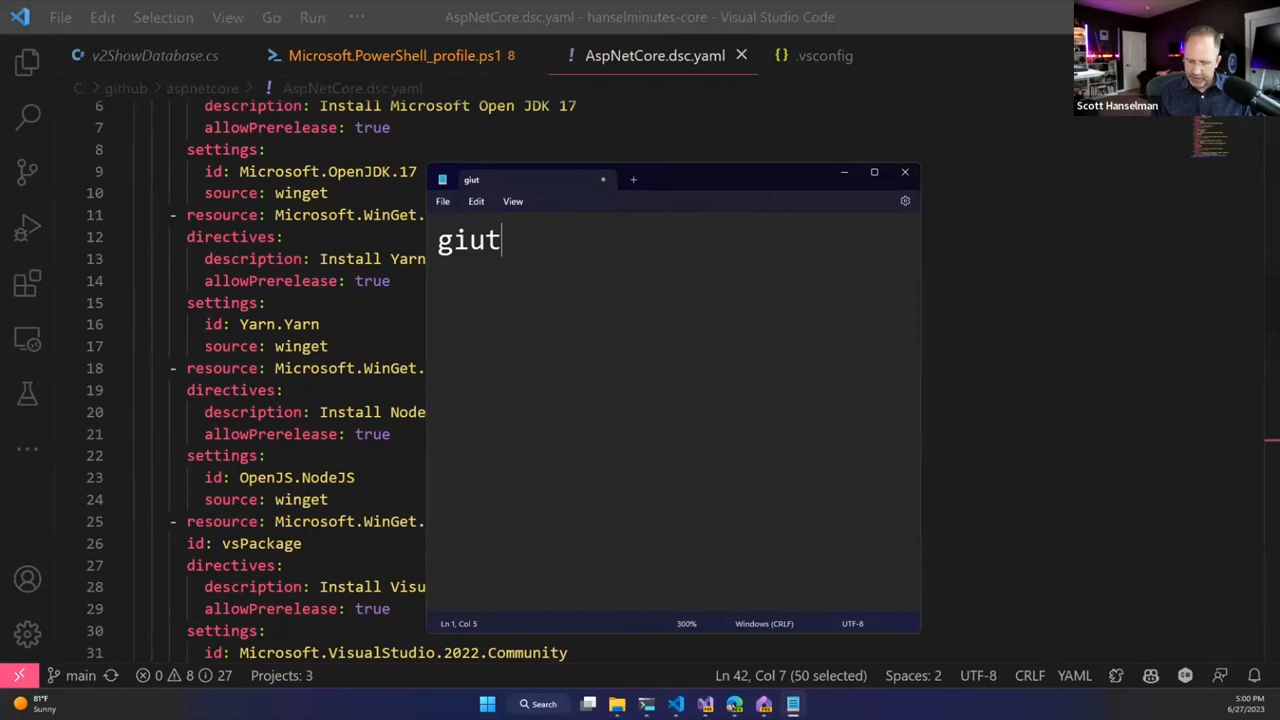 File Edit Selection View Go Run ··· AspNetCore.dsc.yaml - hanselminutes-core - Visual Studio Code
v2ShowDatabase.cs Microsoft.PowerShell_profile.ps1 8 AspNetCore.dsc.yaml .vsconfig
C: > github > aspnetcore > AspNetCore.dsc.yaml
Scott Hanselman
6 description: Install Microsoft Open JDK 17
7 allowPrerelease: true
8 settings:
9 id: Microsoft.OpenJDK.17
10 source: winget
11 - resource: Microsoft.WinGet.
12 directives:
13 description: Install Yarn
14 allowPrerelease: true
15 settings:
16 id: Yarn.Yarn
17 source: winget
18 - resource: Microsoft.WinGet.
19 directives:
20 description: Install Node
21 allowPrerelease: true
22 settings:
23 id: OpenJS.NodeJS
24 source: winget
25 - resource: Microsoft.WinGet.
26 id: vsPackage
27 directives:
28 description: Install Visu
29 allowPrerelease: true
30 settings:
31 id: Microsoft.VisualStudio.2022.Community
giut
File Edit View
giut
Ln 1, Col 5 300% Windows (CRLF) UTF-8
main 0 8 27 Projects: 3 Ln 42, Col 7 (50 selected) Spaces: 2 UTF-8 CRLF YAML
81°F
Sunny
Search
5:00 PM
6/27/2023